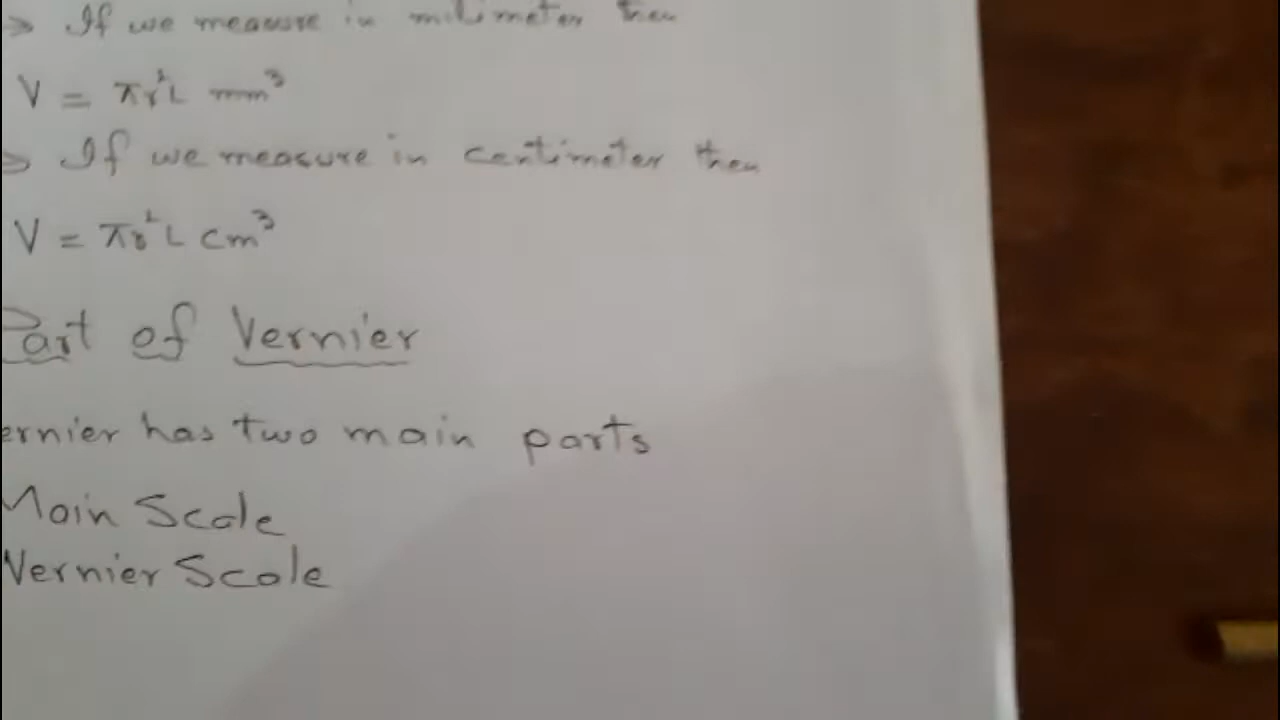 ⇒ If we measure in milimeter then
V = πr²L mm³
⇒ If we measure in centimeter then
V = πr²L cm³
Part of Vernier
ernier has two main parts
Main Scale
Vernier Scale